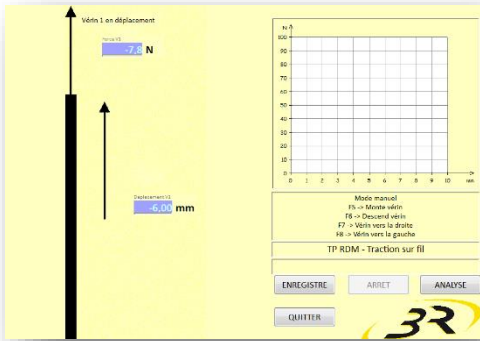 Vérin 1 en déplacement
Force V1
-7,8 N
Déplacement V1
-6,00 mm
N
100
90
80
70
60
50
40
30
20
10
0
0 1 2 3 4 5 6 7 8 9 10 mm
Mode manuel
F5 -> Monte vérin
F6 -> Descend vérin
F7 -> Vérin vers la droite
F8 -> Vérin vers la gauche
TP RDM - Traction sur fil
ENREGISTRE ARRET ANALYSE
QUITTER
3R